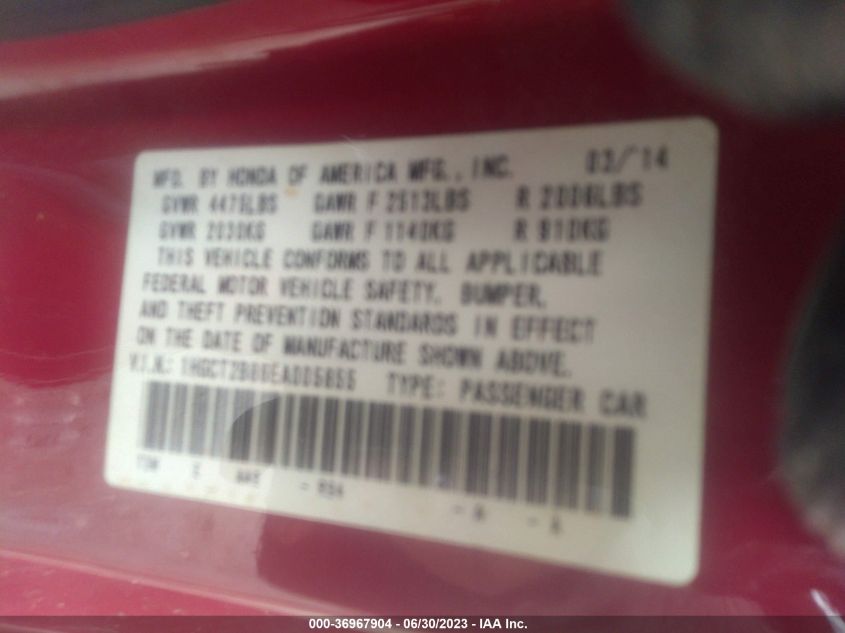 MFD. BY HONDA OF AMERICA MFG., INC. 03/14
GVWR 4475LBS GAWR F 2513LBS R 2006LBS
GVWR 2030KG GAWR F 1140KG R 910KG
THIS VEHICLE CONFORMS TO ALL APPLICABLE
FEDERAL MOTOR VEHICLE SAFETY, BUMPER,
AND THEFT PREVENTION STANDARDS IN EFFECT
ON THE DATE OF MANUFACTURE SHOWN ABOVE.
V.I.N.: TYPE: PASSENGER CAR
000-36967904 - 06/30/2023 - IAA Inc.